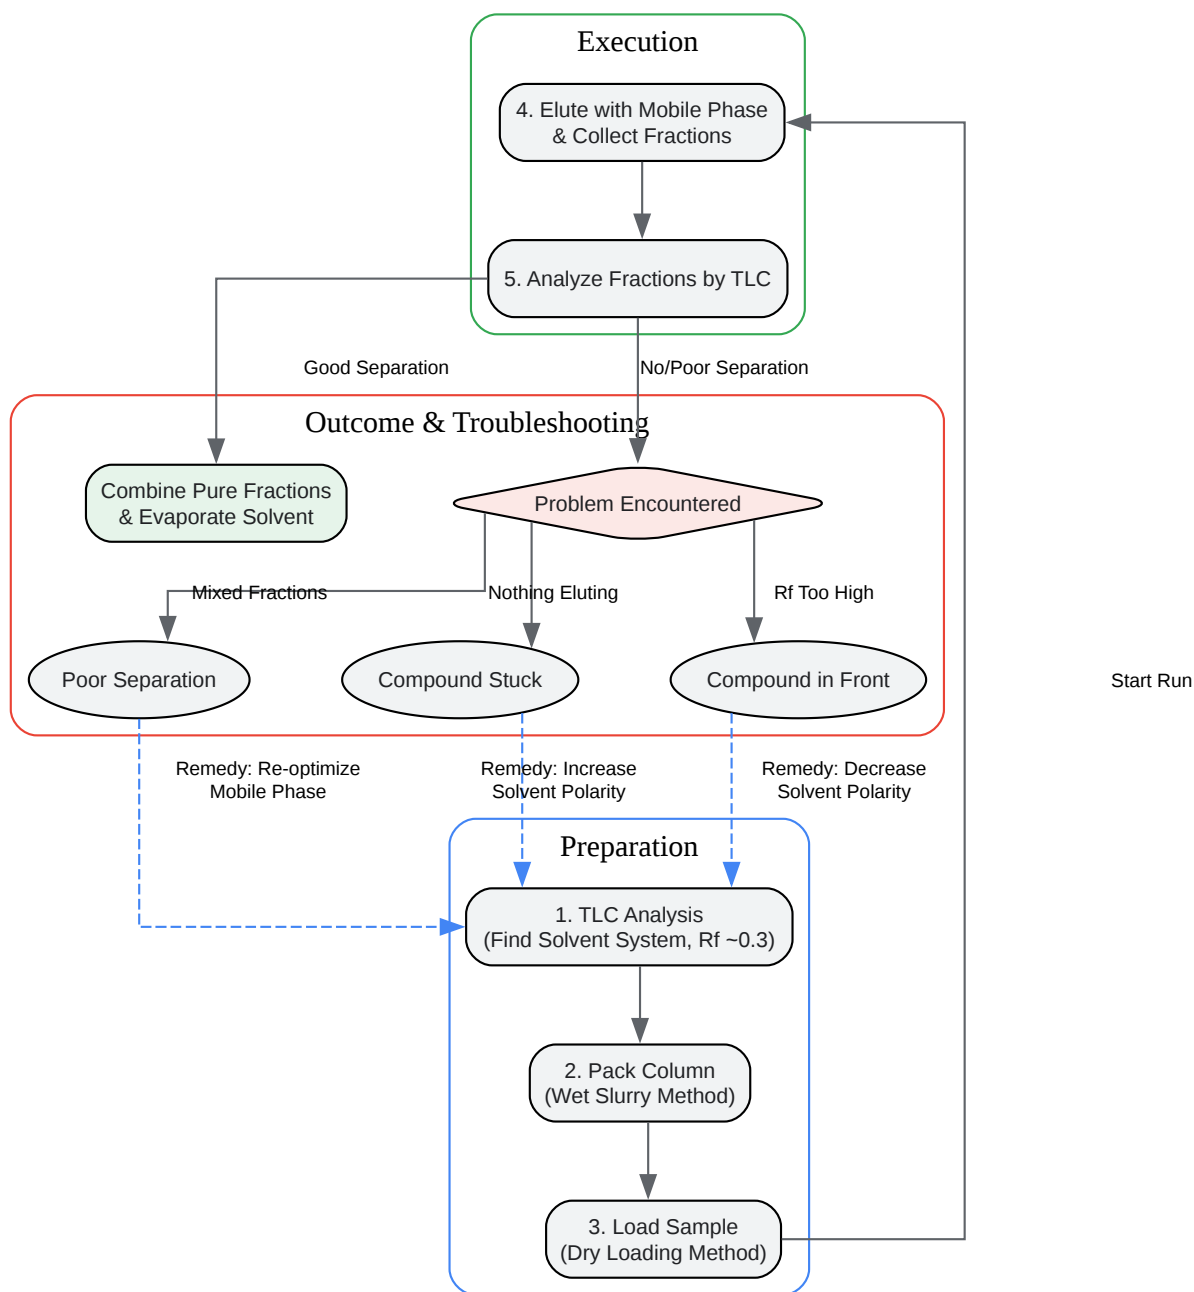 Execution
4. Elute with Mobile Phase
& Collect Fractions
5. Analyze Fractions by TLC
Good Separation
No/Poor Separation
Outcome & Troubleshooting
Combine Pure Fractions
& Evaporate Solvent
Problem Encountered
Mixed Fractions
Nothing Eluting
Rf Too High
Poor Separation
Compound Stuck
Compound in Front
Start Run
Remedy: Re-optimize
Mobile Phase
Remedy: Increase
Solvent Polarity
Remedy: Decrease
Solvent Polarity
Preparation
1. TLC Analysis
(Find Solvent System, Rf ~0.3)
2. Pack Column
(Wet Slurry Method)
3. Load Sample
(Dry Loading Method)